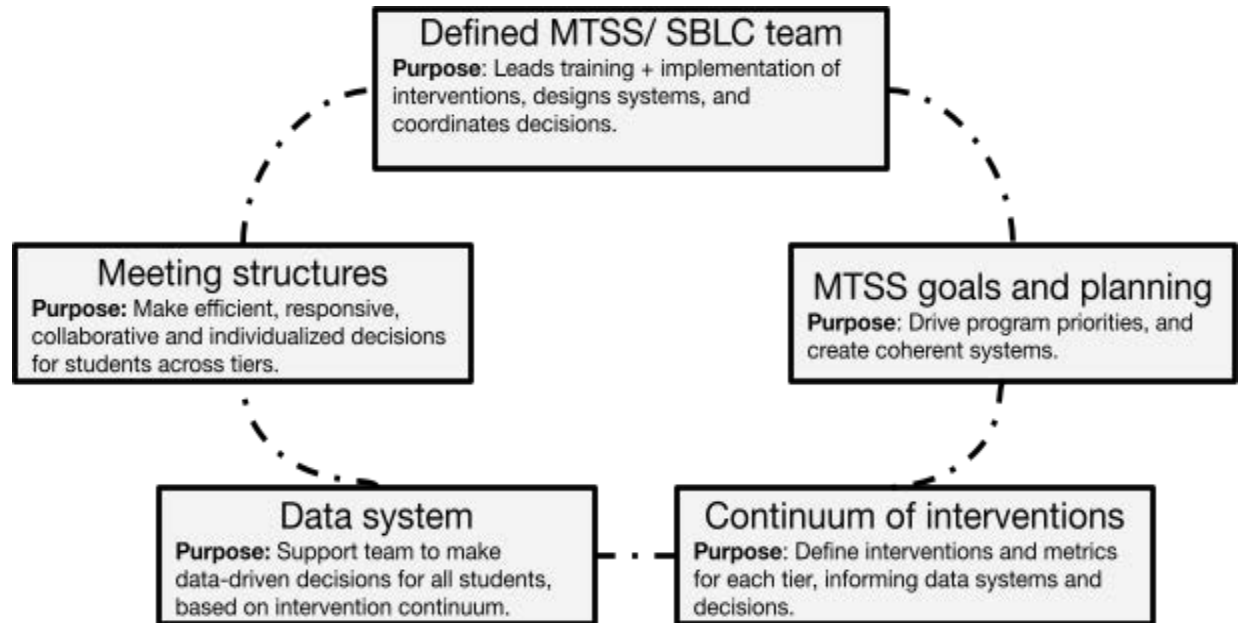 Defined MTSS/ SBLC team
Purpose: Leads training + implementation of
interventions, designs systems, and
coordinates decisions.
Meeting structures
Purpose: Make efficient, responsive,
collaborative and individualized decisions
for students across tiers.
MTSS goals and planning
Purpose: Drive program priorities, and
create coherent systems.
Data system
Purpose: Support team to make
data-driven decisions for all students,
based on intervention continuum.
Continuum of interventions
Purpose: Define interventions and metrics
for each tier, informing data systems and
decisions.